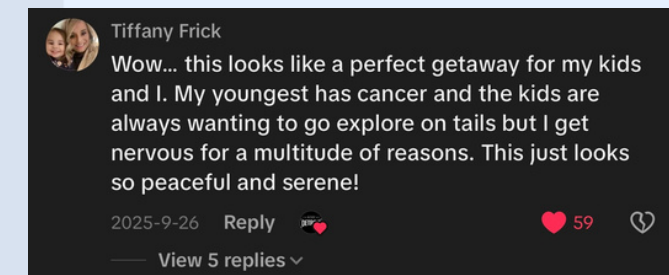 Tiffany Frick
Wow... this looks like a perfect getaway for my kids
and I. My youngest has cancer and the kids are
always wanting to go explore on tails but I get
nervous for a multitude of reasons. This just looks
so peaceful and serene!
2025-9-26 Reply 59
View 5 replies